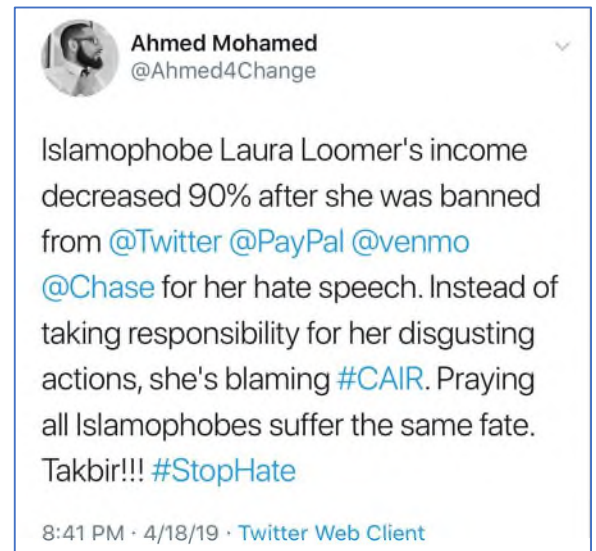 Ahmed Mohamed
@Ahmed4Change
Islamophobe Laura Loomer's income
decreased 90% after she was banned
from @Twitter @PayPal @venmo
@Chase for her hate speech. Instead of
taking responsibility for her disgusting
actions, she's blaming #CAIR. Praying
all Islamophobes suffer the same fate.
Takbir!!! #StopHate
8:41 PM · 4/18/19 · Twitter Web Client